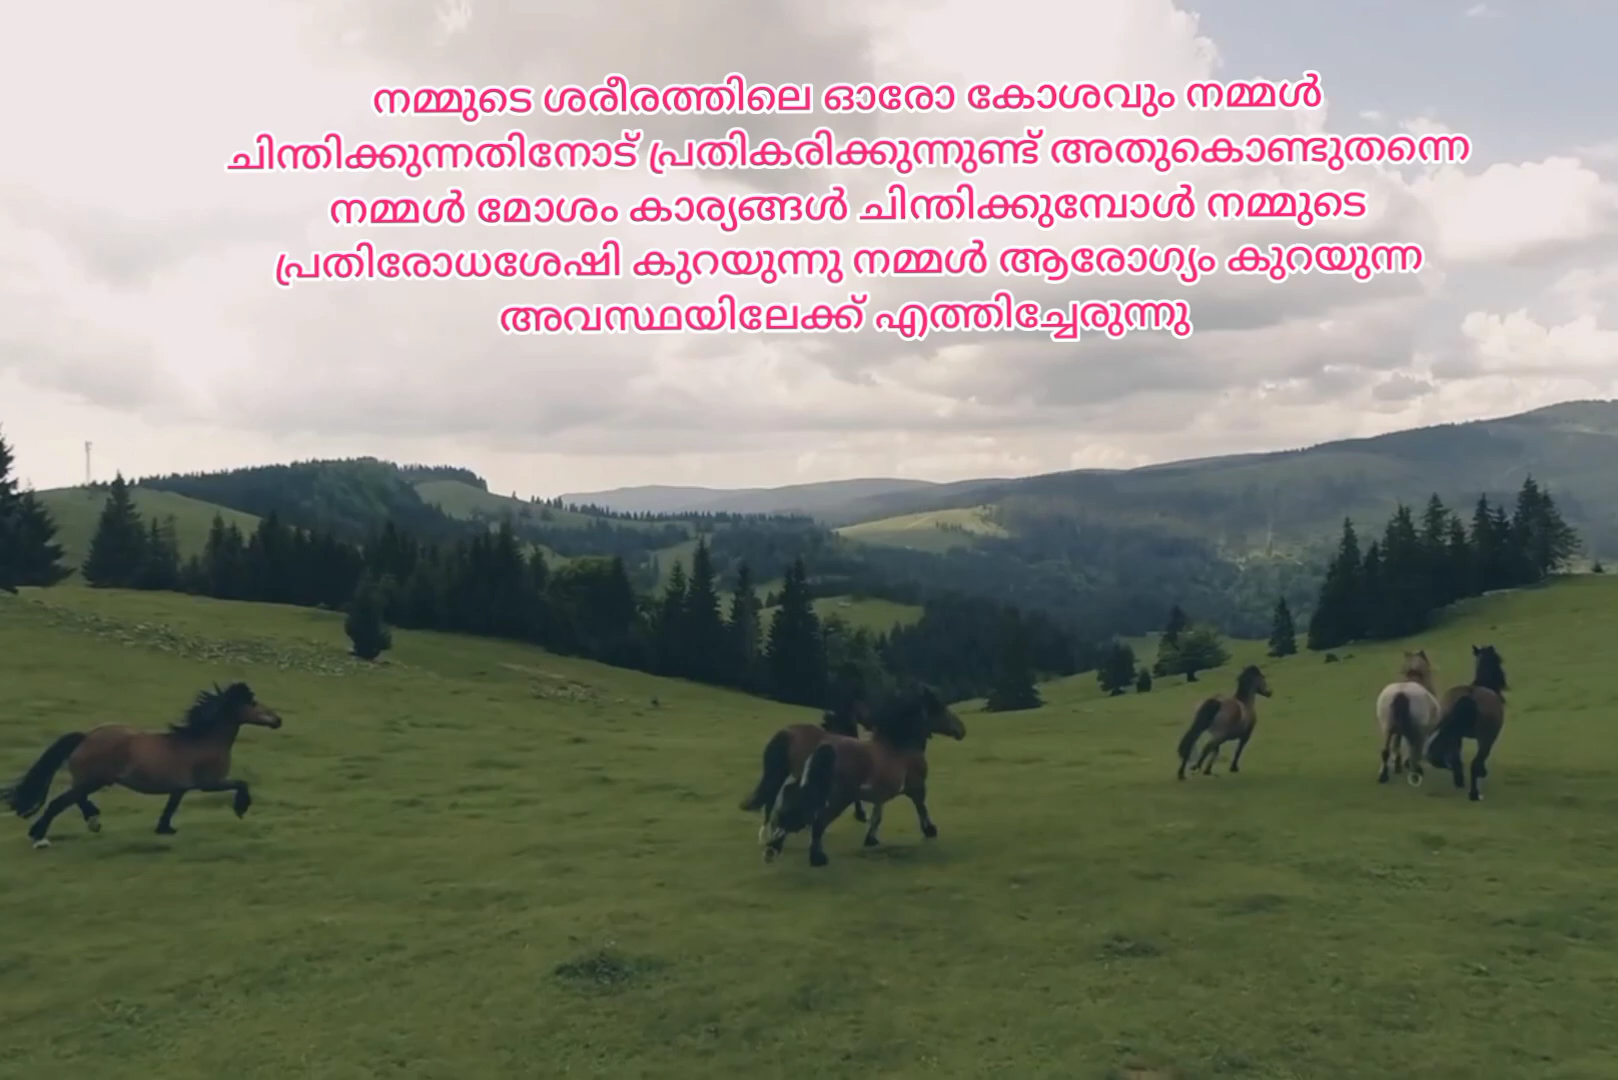 നമ്മുടെ ശരീരത്തിലെ ഓരോ കോശവും നമ്മൾ
ചിന്തിക്കുന്നതിനോട് പ്രതികരിക്കുന്നുണ്ട് അതുകൊണ്ടുതന്നെ
നമ്മൾ മോശം കാര്യങ്ങൾ ചിന്തിക്കുമ്പോൾ നമ്മുടെ
പ്രതിരോധശേഷി കുറയുന്നു നമ്മൾ ആരോഗ്യം കുറയുന്ന
അവസ്ഥയിലേക്ക് എത്തിച്ചേരുന്നു